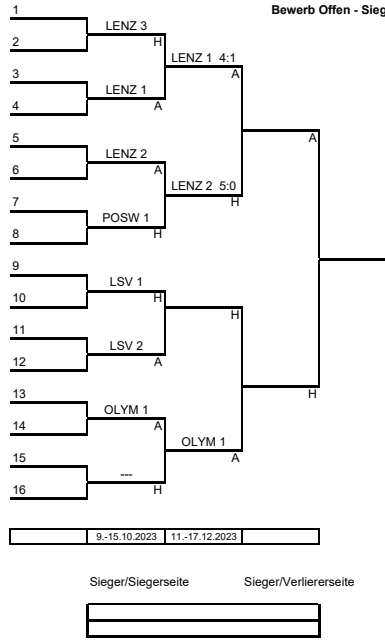 Bewerb Offen - Sieg
1
LENZ 3
2
H
LENZ 1 4:1
3
A
LENZ 1
4
A
5
A
LENZ 2
6
A
LENZ 2 5:0
7
H
POSW 1
8
H
9
LSV 1
10
H
H
11
LSV 2
12
A
13
H
OLYM 1
14
A
OLYM 1
15
A
---
16
H
9.-15.10.2023 11.-17.12.2023
Sieger/Siegerseite Sieger/Verliererseite